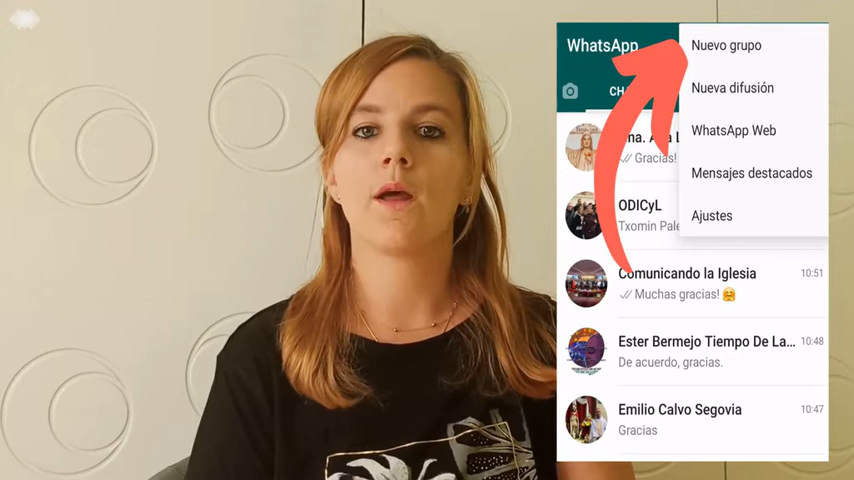 WhatsApp
Nuevo grupo
Nueva difusión
WhatsApp Web
Mensajes destacados
Ajustes
Gracias!
ODICyL
Txomin Pale
Comunicando la Iglesia
10:51
Muchas gracias! 🤗
Ester Bermejo Tiempo De La...
10:48
De acuerdo, gracias.
Emilio Calvo Segovia
10:47
Gracias